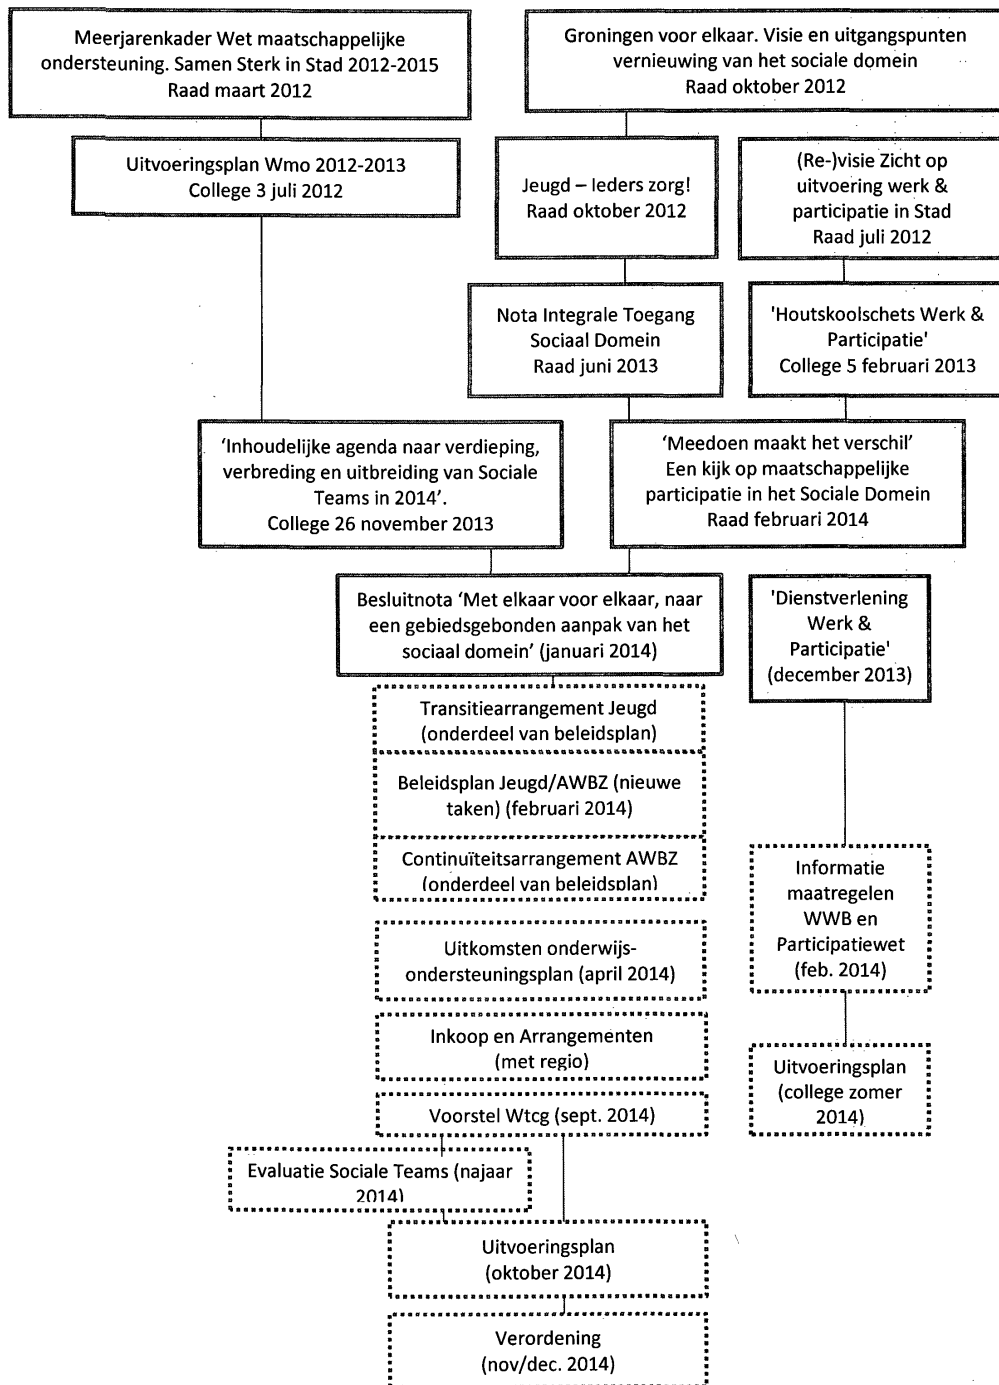 Meerjarenkader Wet maatschappelijke
ondersteuning. Samen Sterk in Stad 2012-2015
Raad maart 2012
Groningen voor elkaar. Visie en uitgangspunten
vernieuwing van het sociale domein
Raad oktober 2012
Uitvoeringsplan Wmo 2012-2013
College 3 juli 2012
Jeugd – Ieders zorg!
Raad oktober 2012
(Re-)visie Zicht op
uitvoering werk &
participatie in Stad
Raad juli 2012
Nota Integrale Toegang
Sociaal Domein
Raad juni 2013
'Houtskoolschets Werk &
Participatie'
College 5 februari 2013
‘Inhoudelijke agenda naar verdieping,
verbreding en uitbreiding van Sociale
Teams in 2014’.
College 26 november 2013
‘Meedoen maakt het verschil’
Een kijk op maatschappelijke
participatie in het Sociale Domein
Raad februari 2014
Besluitnota ‘Met elkaar voor elkaar, naar
een gebiedsgebonden aanpak van het
sociaal domein’ (januari 2014)
'Dienstverlening
Werk &
Participatie'
(december 2013)
Transitiearrangement Jeugd
(onderdeel van beleidsplan)
Beleidsplan Jeugd/AWBZ (nieuwe
taken) (februari 2014)
Continuïteitsarrangement AWBZ
(onderdeel van beleidsplan)
Informatie
maatregelen
WWB en
Participatiewet
(feb. 2014)
Uitkomsten onderwijs-
ondersteuningsplan (april 2014)
Inkoop en Arrangementen
(met regio)
Uitvoeringsplan
(college zomer
2014)
Voorstel Wtcg (sept. 2014)
Evaluatie Sociale Teams (najaar
2014)
Uitvoeringsplan
(oktober 2014)
Verordening
(nov/dec. 2014)